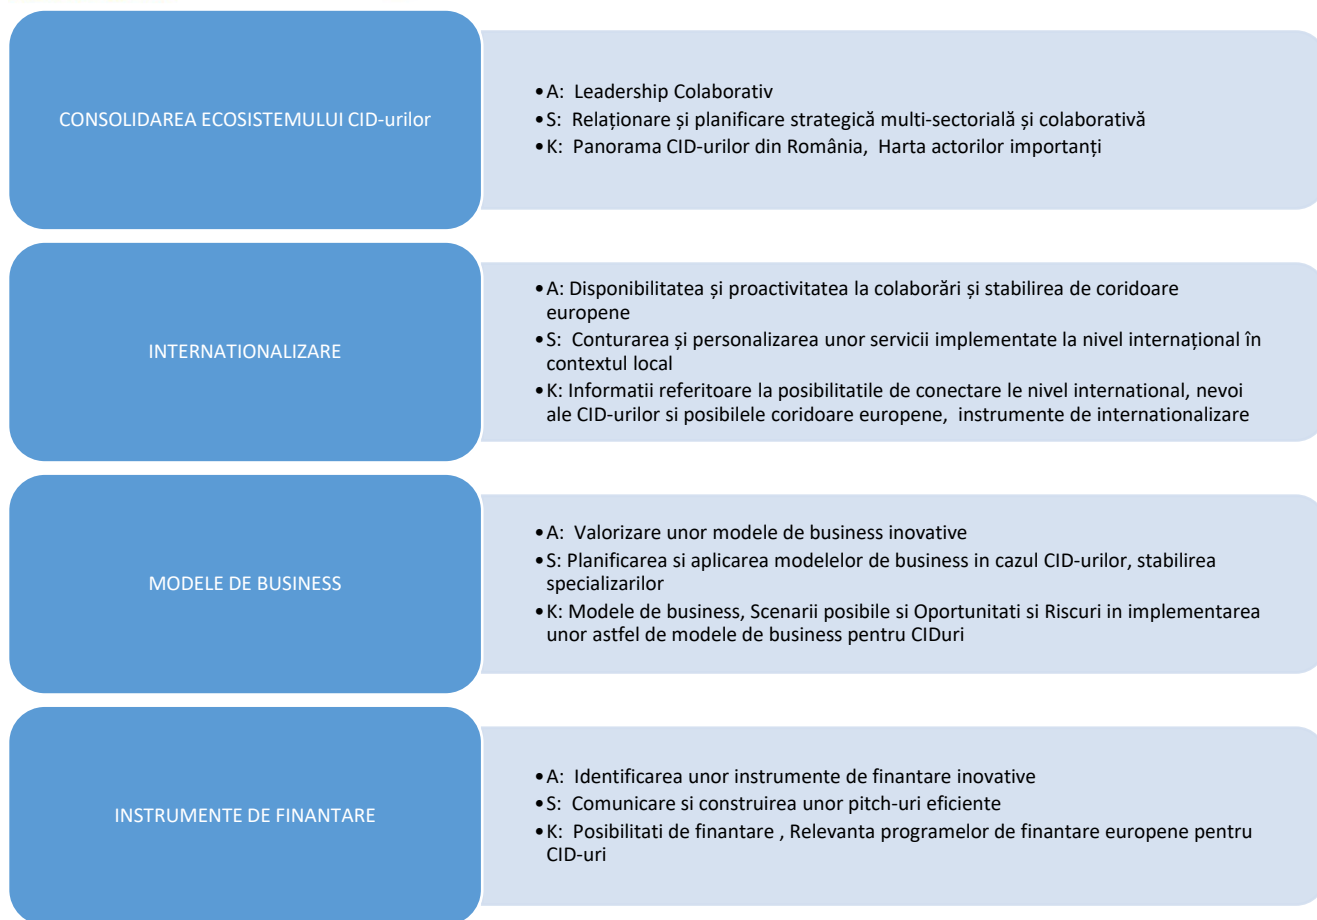 CONSOLIDAREA ECOSISTEMULUI CID-urilor
•A: Leadership Colaborativ
•S: Relaționare și planificare strategică multi-sectorială și colaborativă
•K: Panorama CID-urilor din România, Harta actorilor importanți
INTERNATIONALIZARE
•A: Disponibilitatea și proactivitatea la colaborări și stabilirea de coridoare
europene
•S: Conturarea și personalizarea unor servicii implementate la nivel internațional în
contextul local
•K: Informatii referitoare la posibilitatile de conectare le nivel international, nevoi
ale CID-urilor si posibilele coridoare europene, instrumente de internationalizare
MODELE DE BUSINESS
•A: Valorizare unor modele de business inovative
•S: Planificarea si aplicarea modelelor de business in cazul CID-urilor, stabilirea
specializarilor
•K: Modele de business, Scenarii posibile si Oportunitati si Riscuri in implementarea
unor astfel de modele de business pentru CIDuri
INSTRUMENTE DE FINANTARE
•A: Identificarea unor instrumente de finantare inovative
•S: Comunicare si construirea unor pitch-uri eficiente
•K: Posibilitati de finantare , Relevanta programelor de finantare europene pentru
CID-uri